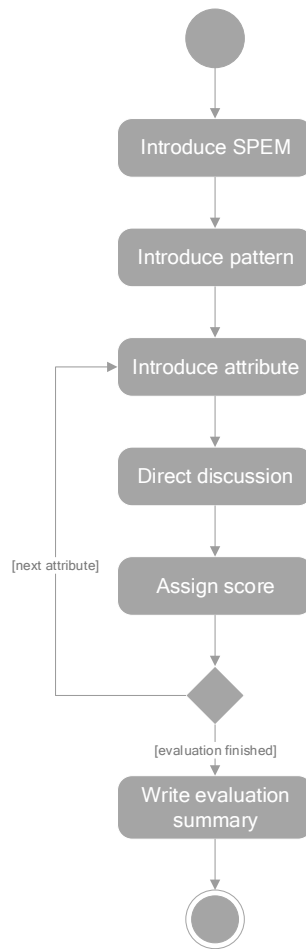 Introduce SPEM
Introduce pattern
Introduce attribute
Direct discussion
[next attribute]
Assign score
[evaluation finished]
Write evaluation
summary